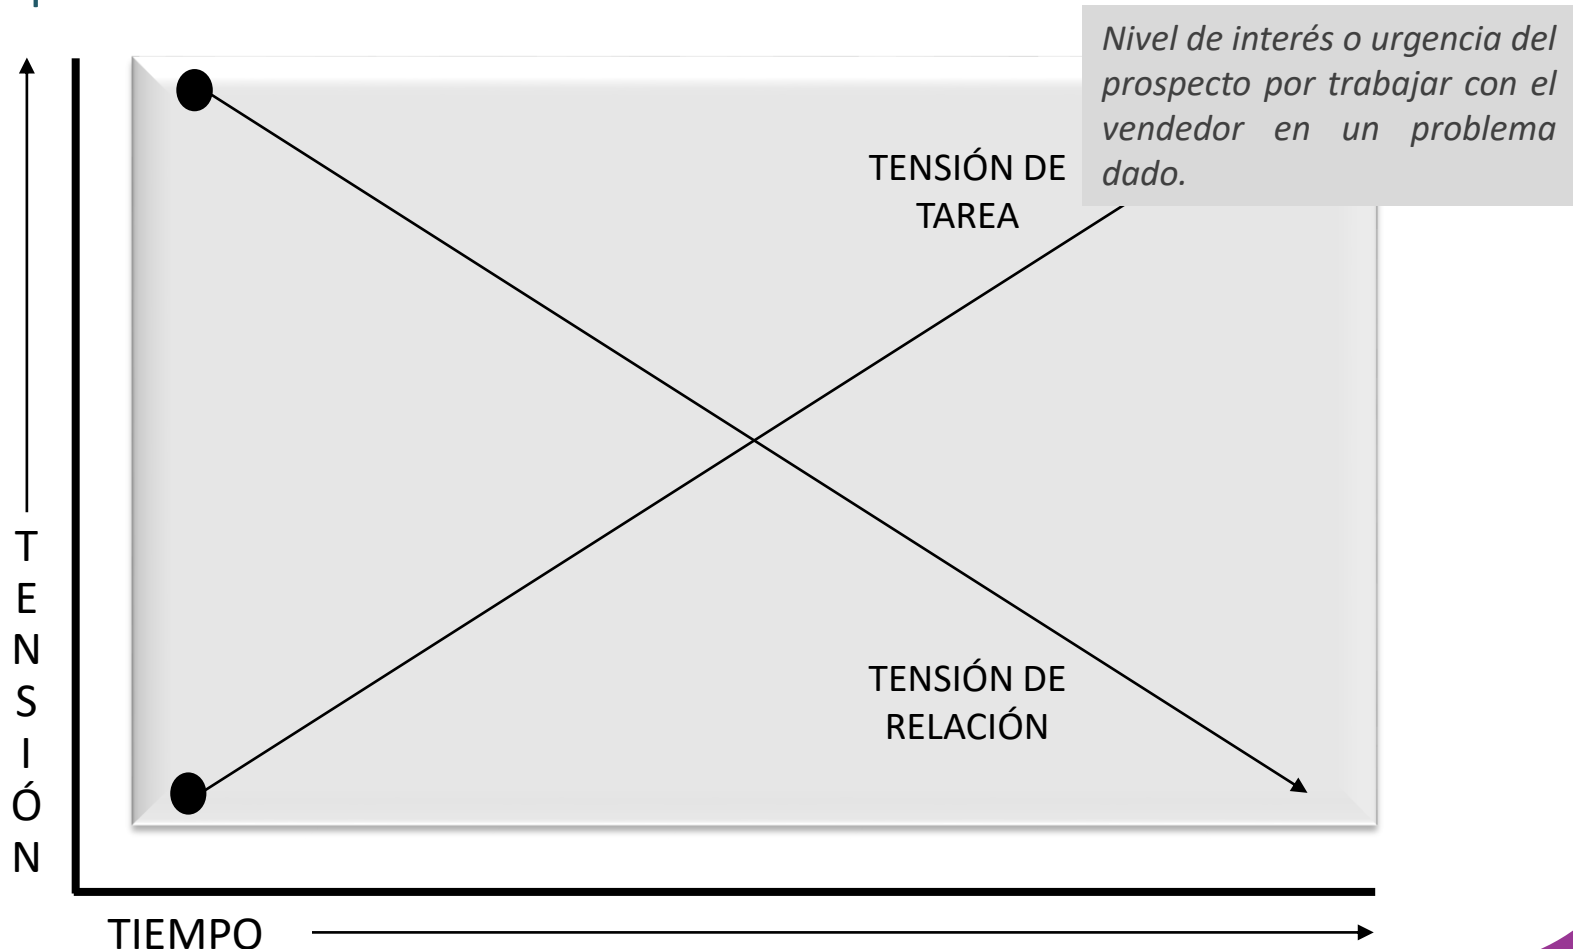 Nivel de interés o urgencia del
prospecto por trabajar con el
vendedor en un problema
dado.
TENSIÓN DE
TAREA
TENSIÓN DE
RELACIÓN
T
E
N
S
I
Ó
N
TIEMPO